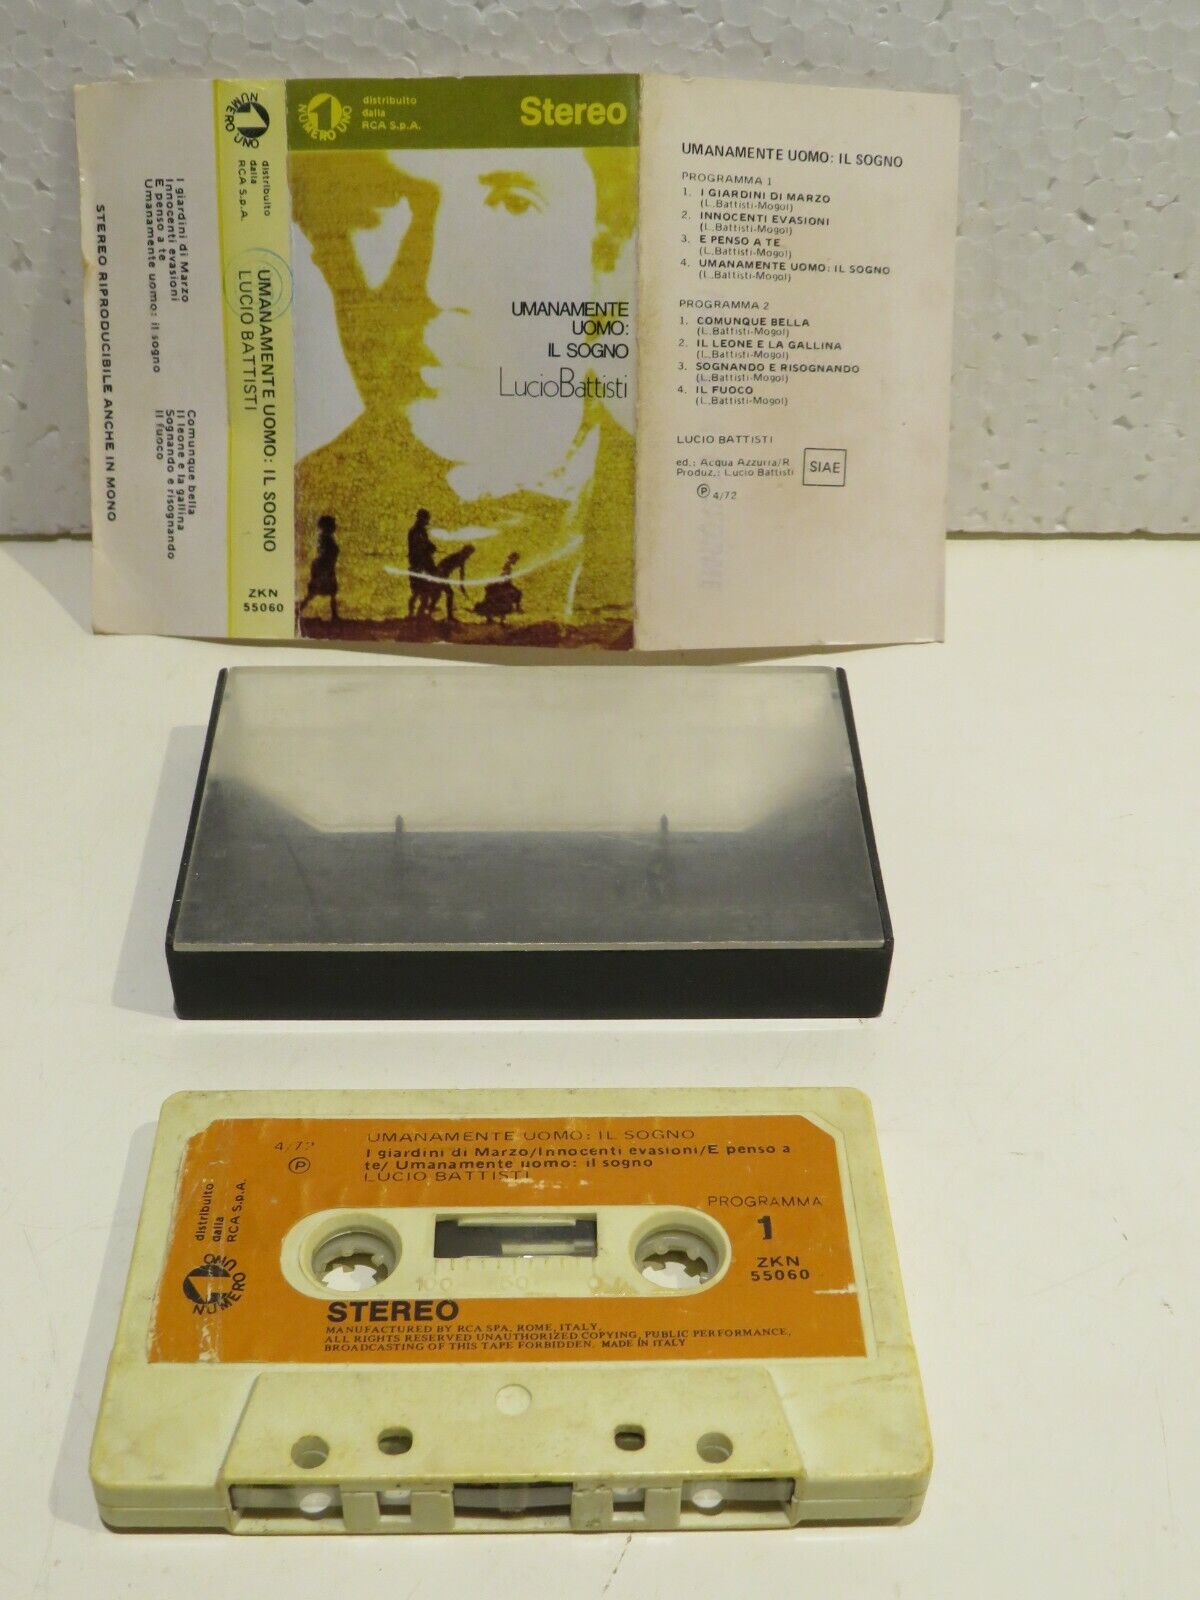 STEREO RIPRODUCIBILE ANCHE IN MONO
I giardini di Marzo
Innocenti evasioni
E penso a te
Umanamente uomo: il sogno
Comunque bella
Il leone e la gallina
Sognando e risognando
Il fuoco
NUMERO UNO
1
distribuito
dalla
RCA S.p.A.
UMANAMENTE UOMO: IL SOGNO
LUCIO BATTISTI
ZKN
55060
NUMERO UNO
1
distribuito
dalla
RCA S.p.A.
Stereo
UMANAMENTE
UOMO:
IL SOGNO
LucioBattisti
UMANAMENTE UOMO: IL SOGNO
PROGRAMMA 1
1. I GIARDINI DI MARZO
(L.Battisti-Mogol)
2. INNOCENTI EVASIONI
(L.Battisti-Mogol)
3. E PENSO A TE
(L.Battisti-Mogol)
4. UMANAMENTE UOMO: IL SOGNO
(L.Battisti-Mogol)
PROGRAMMA 2
1. COMUNQUE BELLA
(L.Battisti-Mogol)
2. IL LEONE E LA GALLINA
(L.Battisti-Mogol)
3. SOGNANDO E RISOGNANDO
(L.Battisti-Mogol)
4. IL FUOCO
(L.Battisti-Mogol)
LUCIO BATTISTI
ed.: Acqua Azzurra/R
Produz.: Lucio Battisti
SIAE
℗ 4/72
4/72
℗
UMANAMENTE UOMO: IL SOGNO
I giardini di Marzo/Innocenti evasioni/E penso a
te/ Umanamente uomo: il sogno
LUCIO BATTISTI
distribuito
dalla
RCA S.p.A.
NUMERO UNO
1
PROGRAMMA
1
ZKN
55060
100 50 0
STEREO
MANUFACTURED BY RCA SPA. ROME, ITALY.
ALL RIGHTS RESERVED UNAUTHORIZED COPYING, PUBLIC PERFORMANCE,
BROADCASTING OF THIS TAPE FORBIDDEN. MADE IN ITALY